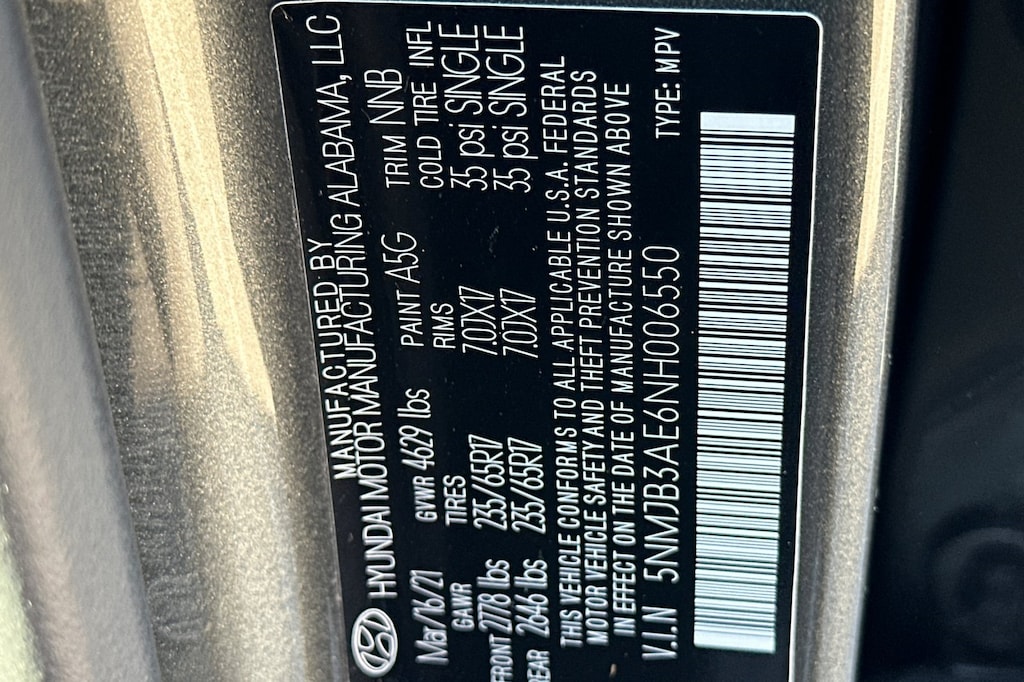 MANUFACTURED BY
HYUNDAI MOTOR MANUFACTURING ALABAMA, LLC
Mar/16/21 GVWR 4629 lbs PAINT A5G TRIM NNB
GAWR TIRES RIMS COLD TIRE INFL
FRONT 2778 lbs 235/65R17 7.0JX17 35 psi SINGLE
REAR 2646 lbs 235/65R17 7.0JX17 35 psi SINGLE
THIS VEHICLE CONFORMS TO ALL APPLICABLE U.S.A. FEDERAL
MOTOR VEHICLE SAFETY AND THEFT PREVENTION STANDARDS
IN EFFECT ON THE DATE OF MANUFACTURE SHOWN ABOVE
V.I.N 5NMJB3AE6NH006550 TYPE: MPV